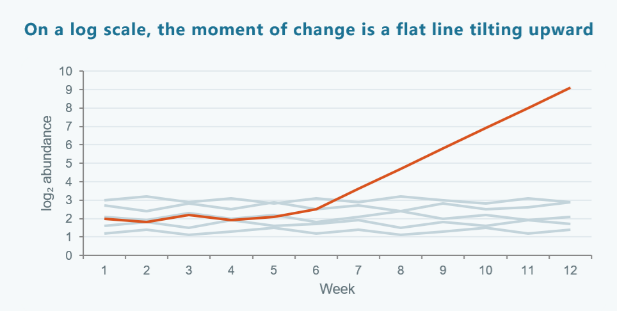 On a log scale, the moment of change is a flat line tilting upward
10
9
8
7
6
5
4
3
2
1
0
log₂ abundance
1 2 3 4 5 6 7 8 9 10 11 12
Week